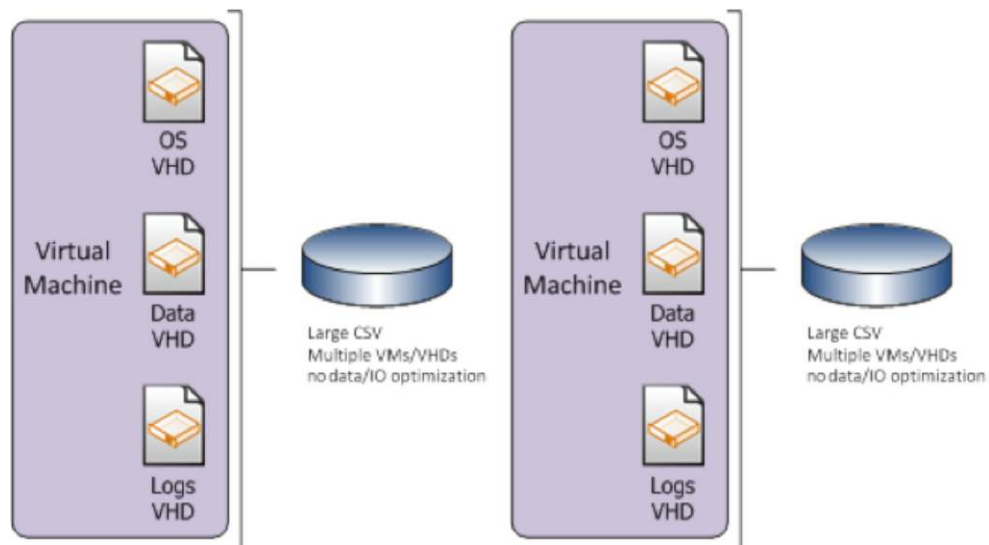 OS
VHD
Virtual
Machine
Data
VHD
Logs
VHD
Large CSV
Multiple VMs/VHDs
no data/IO optimization
OS
VHD
Virtual
Machine
Data
VHD
Logs
VHD
Large CSV
Multiple VMs/VHDs
no data/IO optimization